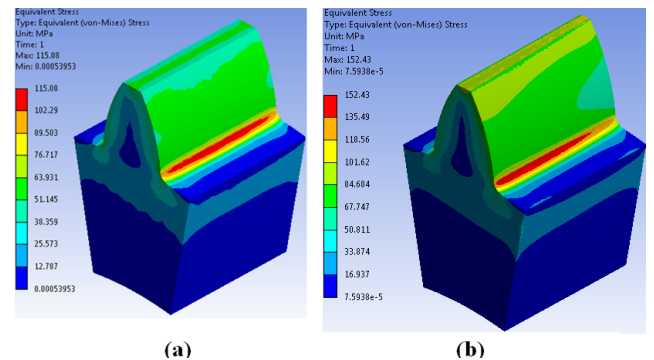 Equivalent Stress
Type: Equivalent (von-Mises) Stress
Unit: MPa
Time: 1
Max: 115.08
Min: 0.00053953
115.08
102.29
89.503
76.717
63.931
51.145
38.359
25.573
12.787
0.00053953
(a)
Equivalent Stress
Type: Equivalent (von-Mises) Stress
Unit: MPa
Time: 1
Max: 152.43
Min: 7.5938e-5
152.43
135.49
118.56
101.62
84.684
67.747
50.811
33.874
16.937
7.5938e-5
(b)